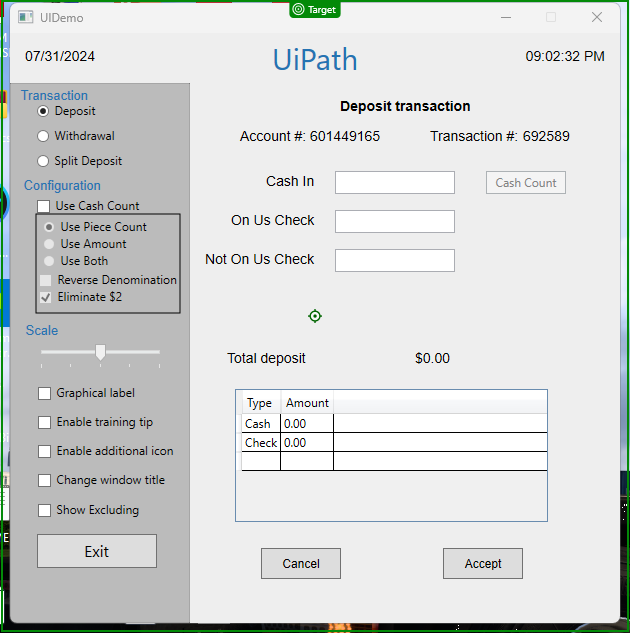 Target
UIDemo
07/31/2024
UiPath
09:02:32 PM
Transaction
Deposit
Withdrawal
Split Deposit
Configuration
Use Cash Count
Use Piece Count
Use Amount
Use Both
Reverse Denomination
Eliminate $2
Scale
Graphical label
Enable training tip
Enable additional icon
Change window title
Show Excluding
Exit
Deposit transaction
Account #: 601449165 Transaction #: 692589
Cash In
Cash Count
On Us Check
Not On Us Check
Total deposit $0.00
Type Amount
Cash 0.00
Check 0.00
Cancel Accept